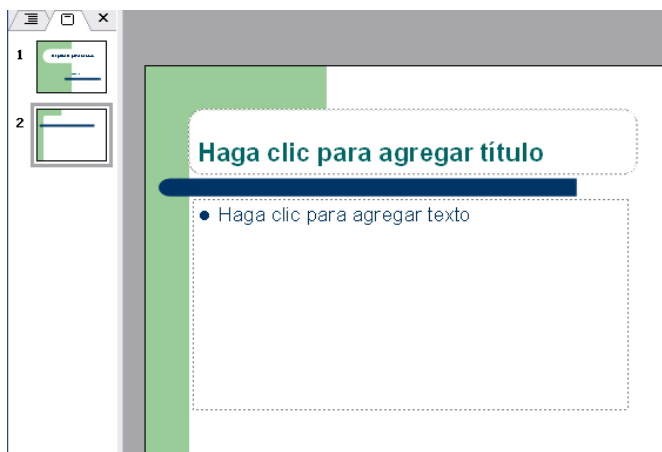 1
2
Haga clic para agregar título
● Haga clic para agregar texto